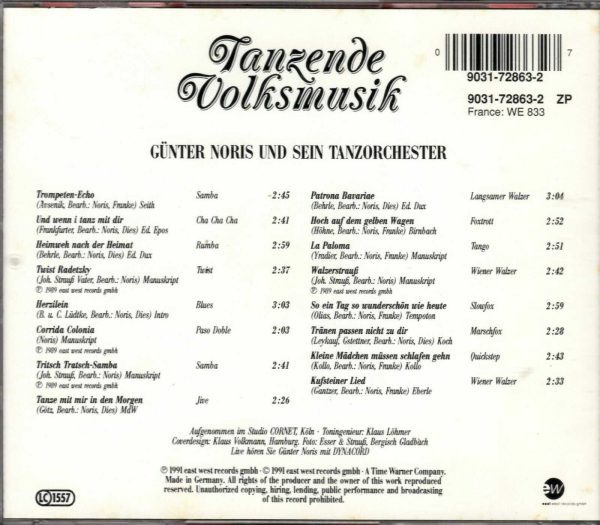 Tanzende
Volksmusik
0 7
9031-72863-2
9031-72863-2 ZP
France: WE 833
GÜNTER NORIS UND SEIN TANZORCHESTER
Trompeten-Echo Samba 2:45
(Avsenik, Bearb.: Noris, Franke) Seith
Und wenn i tanz mit dir Cha Cha Cha 2:41
(Frankfurter, Bearb.: Noris, Dies) Ed. Epos
Heimweh nach der Heimat Rumba 2:59
(Behrle, Bearb.: Noris, Dies) Ed. Dux
Twist Radetzky Twist 2:37
(Joh. Strauß Vater, Bearb.: Noris) Manuskript
℗ 1989 east west records gmbh
Herzilein Blues 3:03
(B. u. C. Lüdtke, Bearb.: Noris, Dies) Intro
Corrida Colonia Paso Doble 2:03
(Noris) Manuskript
℗ 1989 east west records gmbh
Tritsch Tratsch-Samba Samba 2:41
(Joh. Strauß, Bearb.: Noris) Manuskript
℗ 1989 east west records gmbh
Tanze mit mir in den Morgen Jive 2:26
(Götz, Bearb.: Noris, Dies) MdW
Patrona Bavariae Langsamer Walzer 3:04
(Behrle, Bearb.: Noris, Dies) Ed. Dux
Hoch auf dem gelben Wagen Foxtrott 2:52
(Höhne, Bearb.: Noris, Franke) Birnbach
La Paloma Tango 2:51
(Yradier, Bearb.: Noris, Franke) Manuskript
Walzerstrauß Wiener Walzer 2:42
(Joh. Strauß, Bearb.: Noris) Manuskript
℗ 1989 east west records gmbh
So ein Tag so wunderschön wie heute Slowfox 2:59
(Olias, Bearb.: Noris, Franke) Tempoton
Tränen passen nicht zu dir Marschfox 2:28
(Leykauf, Gstettner, Bearb.: Noris, Dies) Koch
Kleine Mädchen müssen schlafen gehn Quickstep 2:43
(Kollo, Bearb.: Noris, Franke) Kollo
Kufsteiner Lied Wiener Walzer 2:33
(Gantzer, Bearb.: Noris, Franke) Eberle
Aufgenommen im Studio CORNET, Köln · Toningenieur: Klaus Löhmer
Coverdesign: Klaus Volkmann, Hamburg. Foto: Esser & Strauß, Bergisch Gladbach
Live hören Sie Günter Noris mit DYNACORD
℗ 1991 east west records gmbh · © 1991 east west records gmbh · A Time Warner Company.
Made in Germany. All rights of the producer and the owner of this work reproduced
reserved. Unauthorized copying, hiring, lending, public performance and broadcasting
of this record prohibited.
LC 1557
ew
east west records gmbh